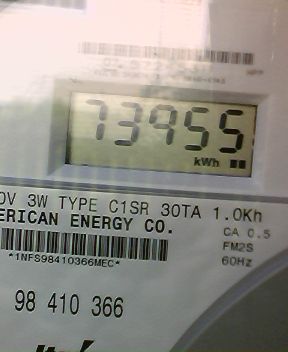 73955
kWh
0V 3W TYPE C1SR 30TA 1.0Kh
ERICAN ENERGY CO.
CA 0.5
FM2S
60Hz
*1NFS98410366MEC*
98 410 366